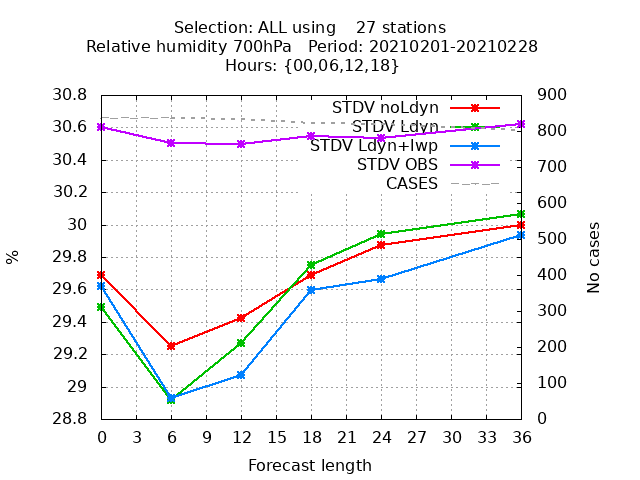 Selection: ALL using    27 stations
Relative humidity 700hPa   Period: 20210201-20210228
Hours: {00,06,12,18}
30.8
30.6
30.4
30.2
30
29.8
29.6
29.4
29.2
29
28.8
%
STDV noLdyn
STDV Ldyn
STDV Ldyn+lwp
STDV OBS
CASES
900
800
700
600
500
400
300
200
100
0
No cases
0 3 6 9 12 15 18 21 24 27 30 33 36
Forecast length